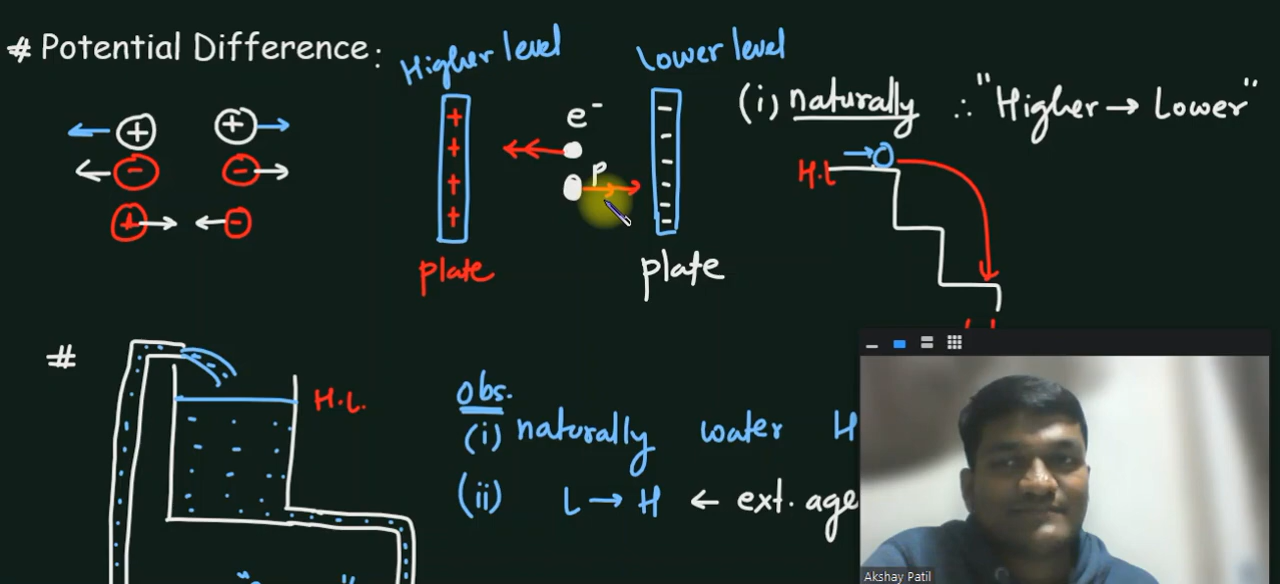 # Potential Difference:
Higher level
Lower level
(i) naturally ∴ "Higher → Lower"
+ +
- -
+ -
+
+
+
+
e⁻
P
-
-
-
-
-
-
H.L
plate
plate
#
H.L.
Obs.
(i) naturally water H
(ii) L → H ← ext. age
Akshay Patil